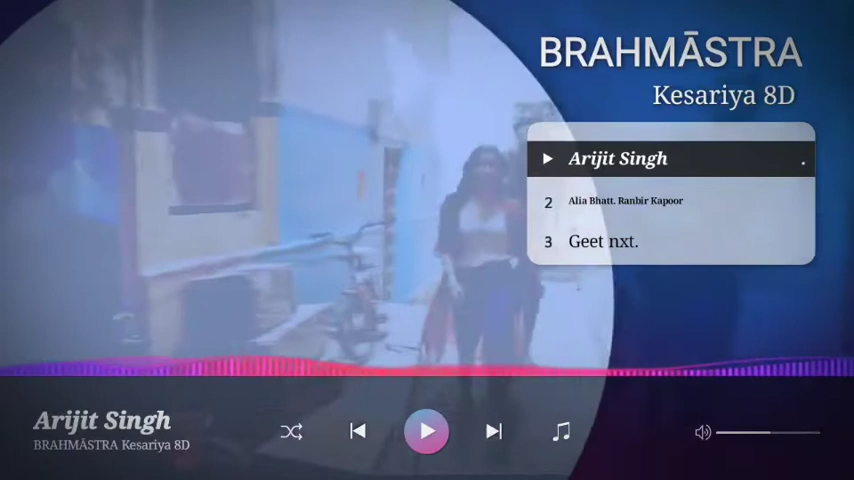 BRAHMĀSTRA
Kesariya 8D
Arijit Singh .
2 Alia Bhatt. Ranbir Kapoor
3 Geet nxt.
Arijit Singh
BRAHMĀSTRA Kesariya 8D